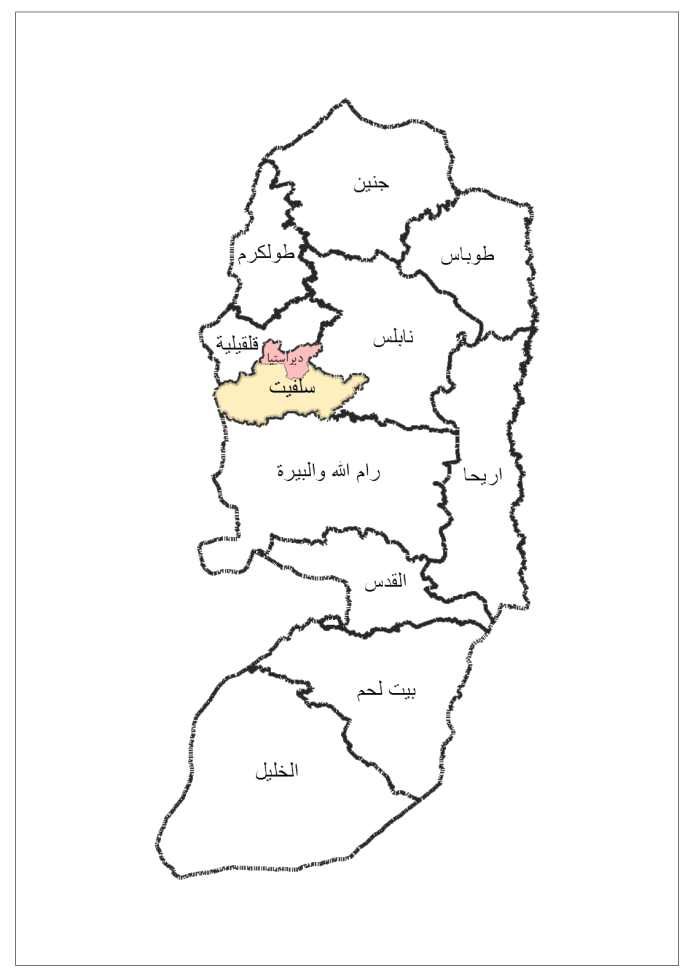 جنين
طولكرم
طوباس
قلقيلية
نابلس
ديراستيا
سلفيت
رام الله والبيرة
اريحا
القدس
بيت لحم
الخليل